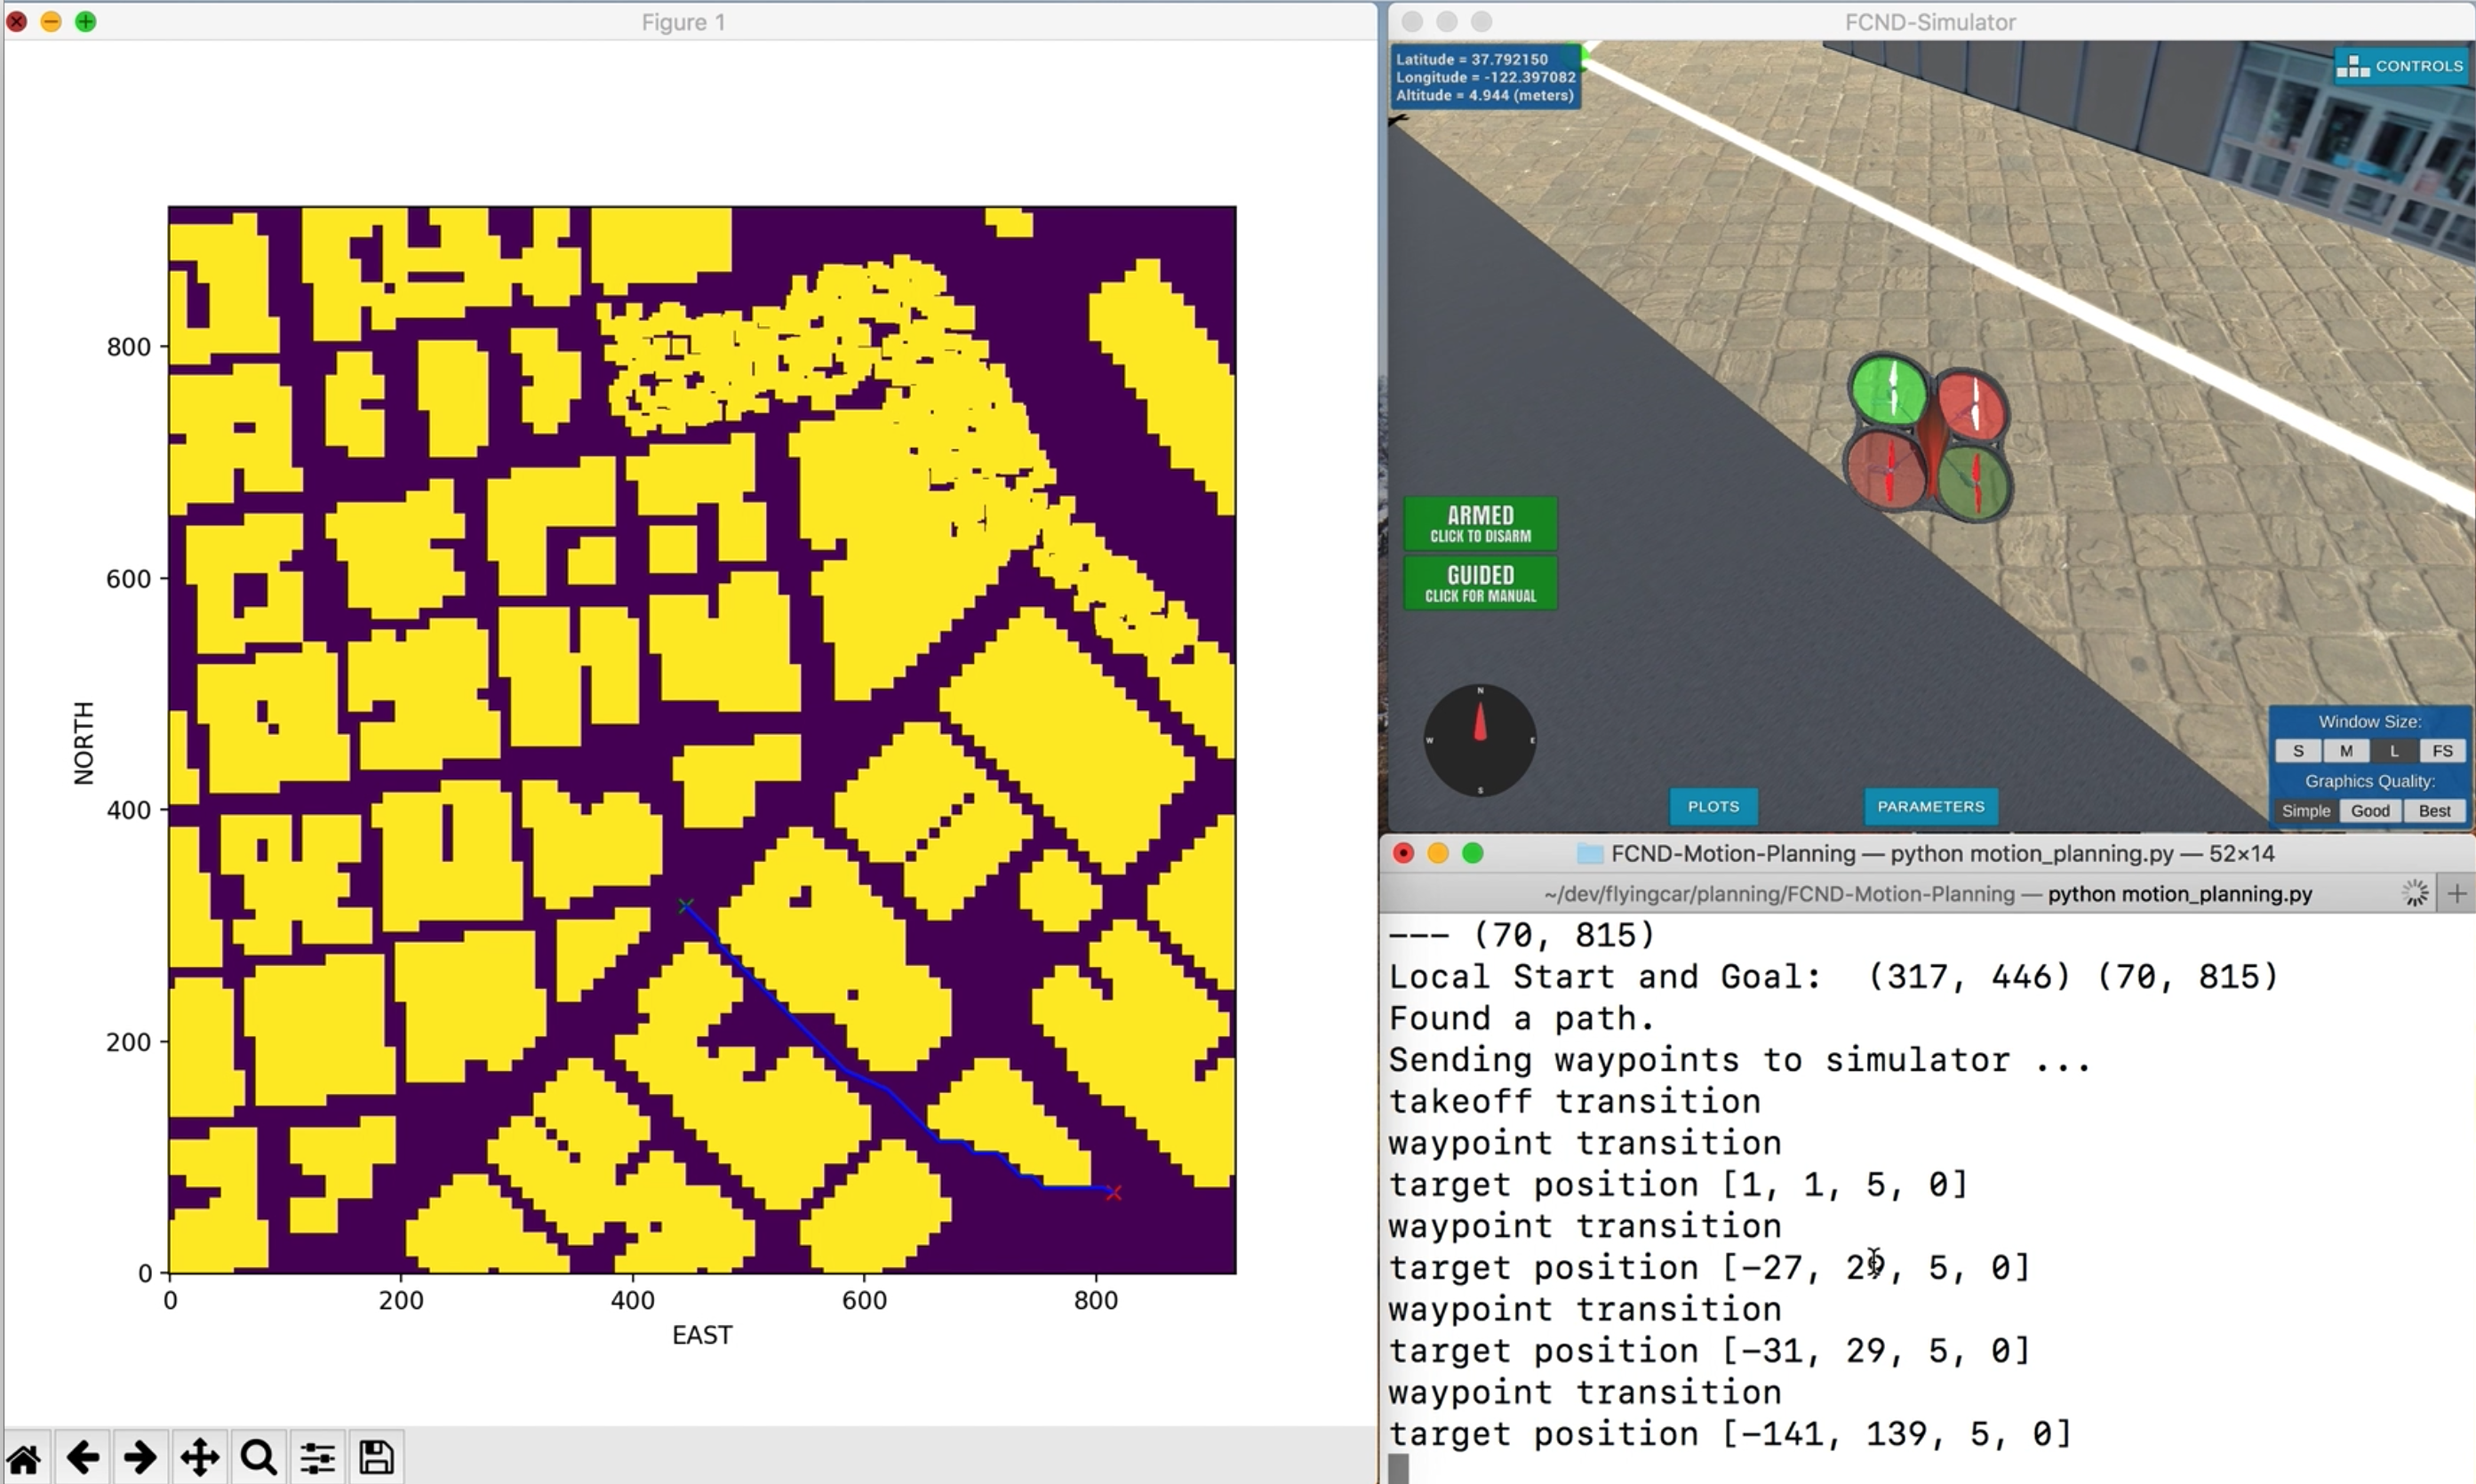 Figure 1
800
600
400
200
0
NORTH
0 200 400 600 800
EAST
FCND-Simulator
Latitude = 37.792150
Longitude = -122.397082
Altitude = 4.944 (meters)
CONTROLS
ARMED
CLICK TO DISARM
GUIDED
CLICK FOR MANUAL
N
W E
S
PLOTS
PARAMETERS
Window Size:
S M L FS
Graphics Quality:
Simple Good Best
FCND-Motion-Planning — python motion_planning.py — 52×14
~/dev/flyingcar/planning/FCND-Motion-Planning — python motion_planning.py
--- (70, 815)
Local Start and Goal:  (317, 446) (70, 815)
Found a path.
Sending waypoints to simulator ...
takeoff transition
waypoint transition
target position [1, 1, 5, 0]
waypoint transition
target position [-27, 29, 5, 0]
waypoint transition
target position [-31, 29, 5, 0]
waypoint transition
target position [-141, 139, 5, 0]